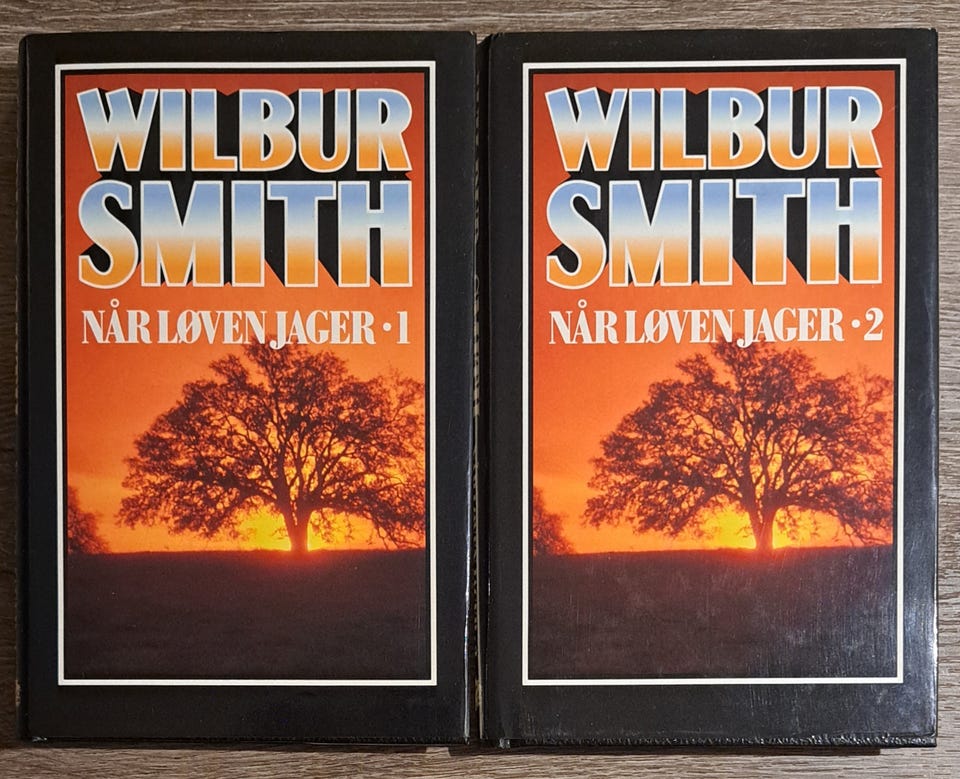 WILBUR
SMITH
NÅR LØVEN JAGER · 1
WILBUR
SMITH
NÅR LØVEN JAGER · 2